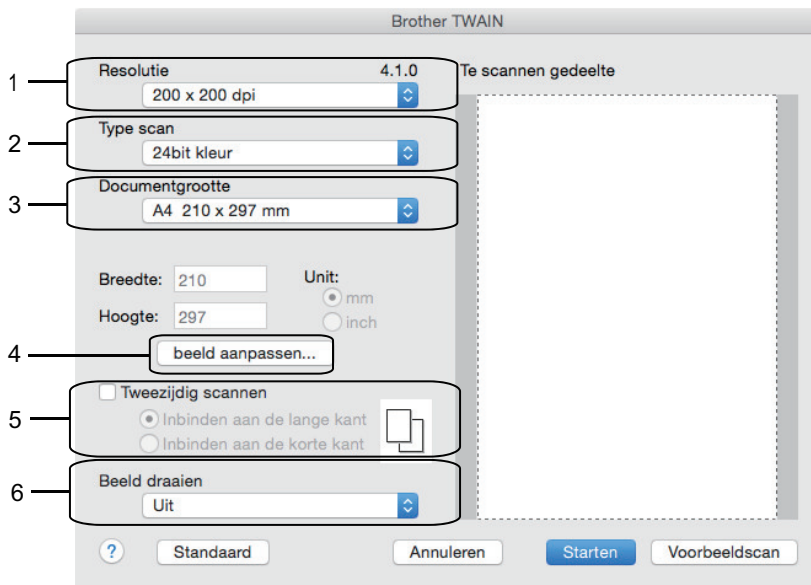 Brother TWAIN
1
Resolutie 4.1.0
200 x 200 dpi
Te scannen gedeelte
2
Type scan
24bit kleur
3
Documentgrootte
A4 210 x 297 mm
Breedte: 210
Unit:
mm
Hoogte: 297
inch
4
beeld aanpassen...
5
Tweezijdig scannen
Inbinden aan de lange kant
Inbinden aan de korte kant
6
Beeld draaien
Uit
? Standaard Annuleren Starten Voorbeeldscan